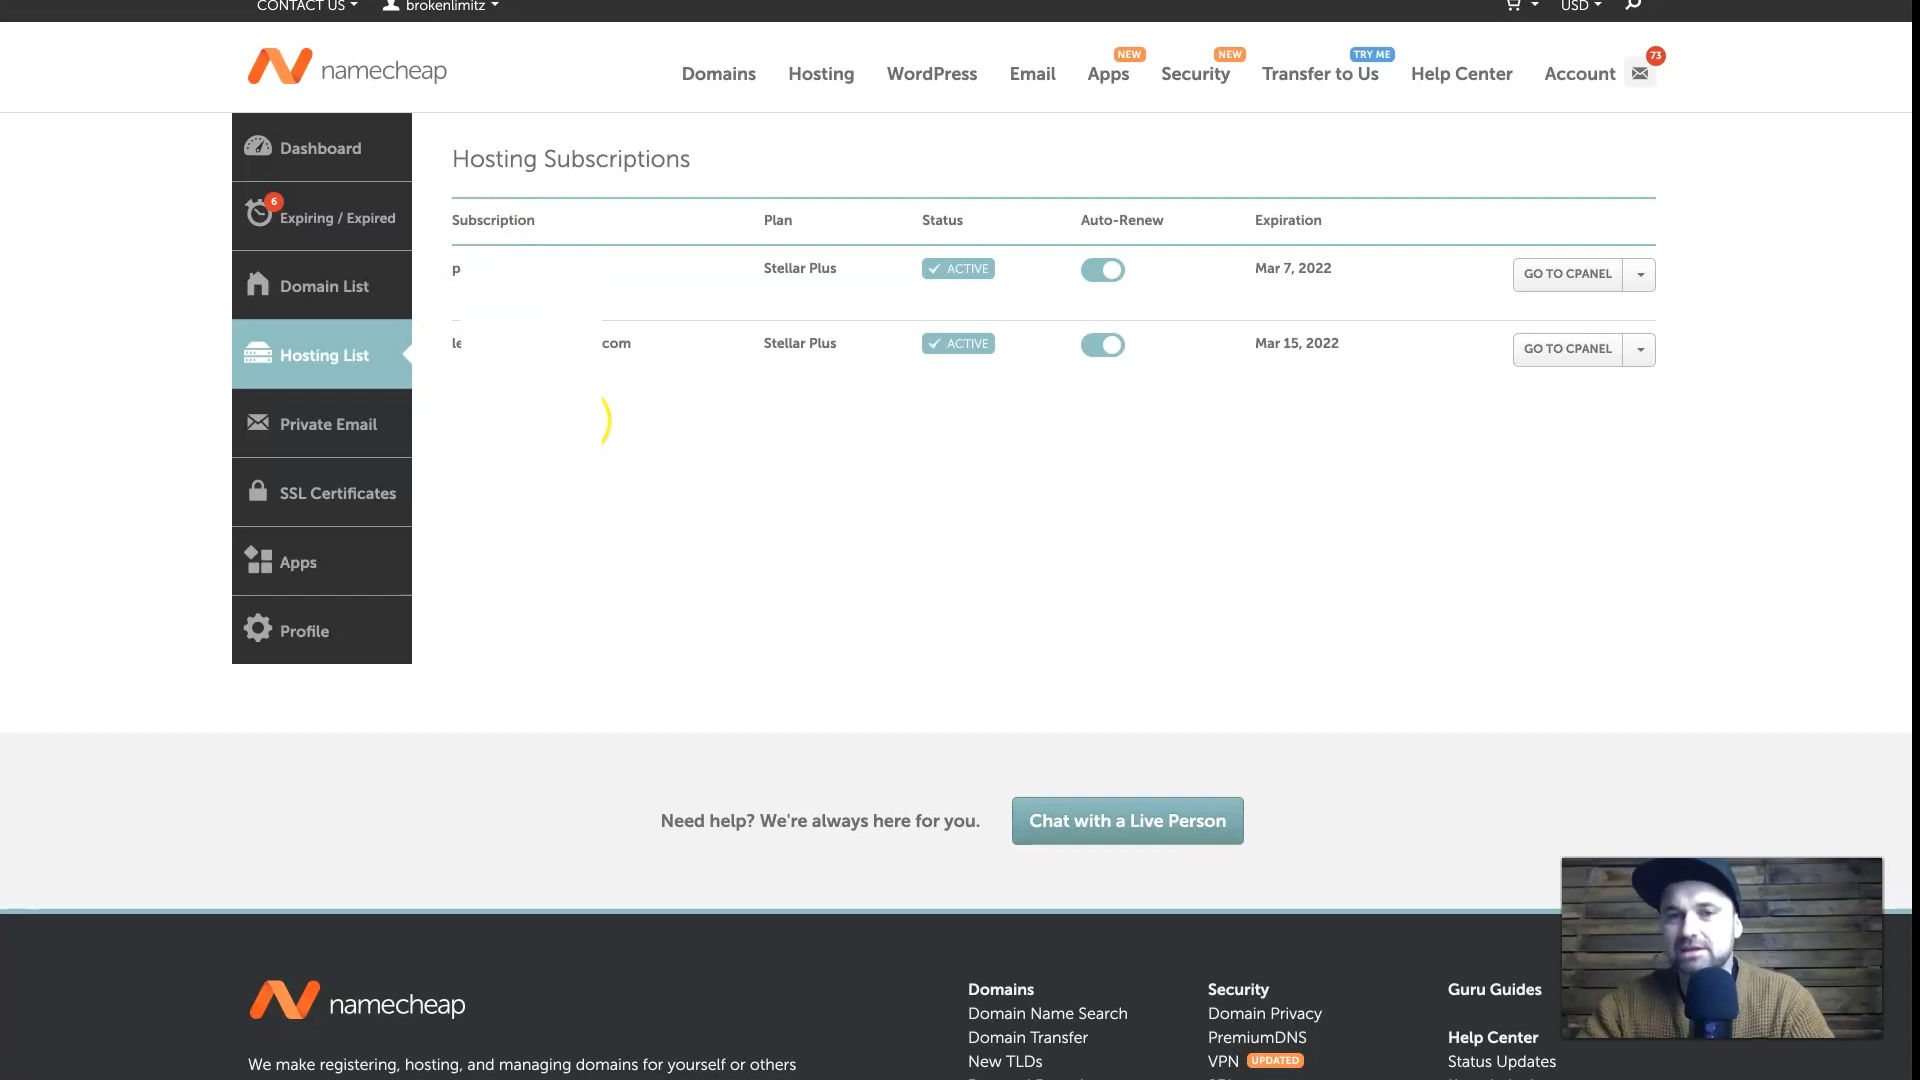 CONTACT US
brokenlimitz
USD
namecheap
NEW
NEW
TRY ME
73
Domains
Hosting
WordPress
Email
Apps
Security
Transfer to Us
Help Center
Account
Dashboard
6
Expiring / Expired
Domain List
Hosting List
Private Email
SSL Certificates
Apps
Profile
Hosting Subscriptions
Subscription Plan Status Auto-Renew Expiration
p Stellar Plus ACTIVE Mar 7, 2022 GO TO CPANEL
le com Stellar Plus ACTIVE Mar 15, 2022 GO TO CPANEL
Need help? We're always here for you.
Chat with a Live Person
namecheap
We make registering, hosting, and managing domains for yourself or others
Domains
Domain Name Search
Domain Transfer
New TLDs
Security
Domain Privacy
PremiumDNS
VPN UPDATED
Guru Guides
Help Center
Status Updates